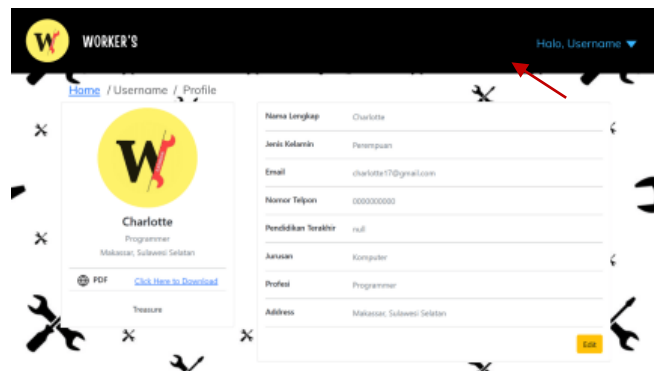 W WORKER'S
Halo, Username
Home / Username / Profile
W
Charlotte
Programmer
Makassar, Sulawesi Selatan
PDF Click Here to Download
Treasure
Nama Lengkap Charlotte
Jenis Kelamin Perempuan
Email charlotte17@gmail.com
Nomor Telpon 0000000000
Pendidikan Terakhir null
Jurusan Komputer
Profesi Programmer
Address Makassar, Sulawesi Selatan
Edit